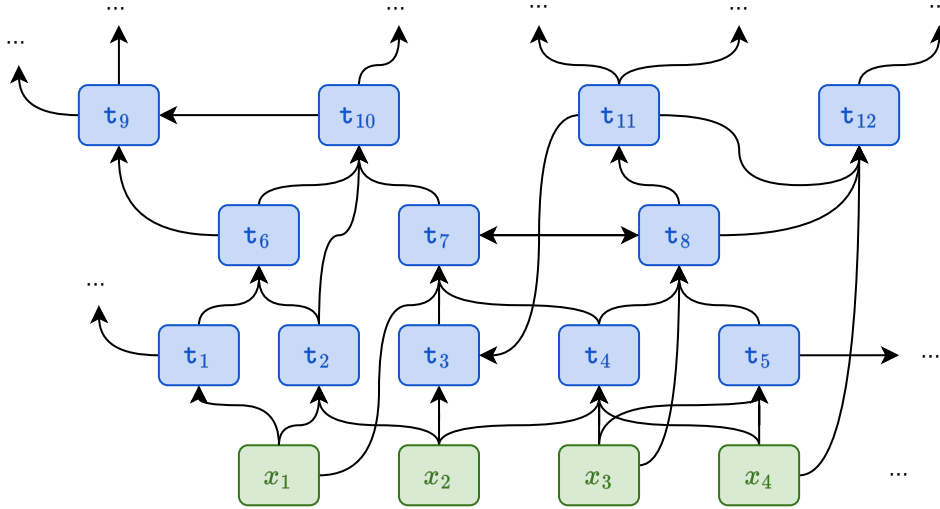 ... ... ... ...
...
t₉ t₁₀ t₁₁ t₁₂
t₆ t₇ t₈
...
t₁ t₂ t₃ t₄ t₅ ...
x₁ x₂ x₃ x₄ ...